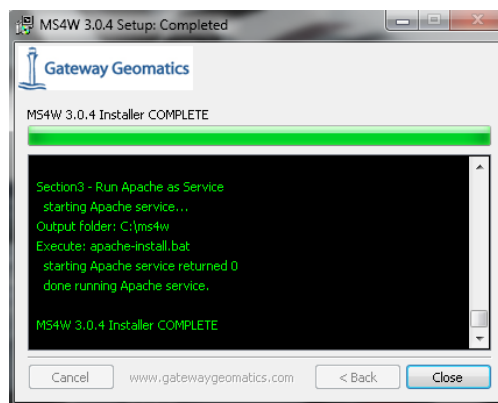 MS4W 3.0.4 Setup: Completed
Gateway Geomatics
MS4W 3.0.4 Installer COMPLETE
Section3 - Run Apache as Service
starting Apache service...
Output folder: C:\ms4w
Execute: apache-install.bat
starting Apache service returned 0
done running Apache service.
MS4W 3.0.4 Installer COMPLETE
Cancel
www.gatewaygeomatics.com
< Back
Close